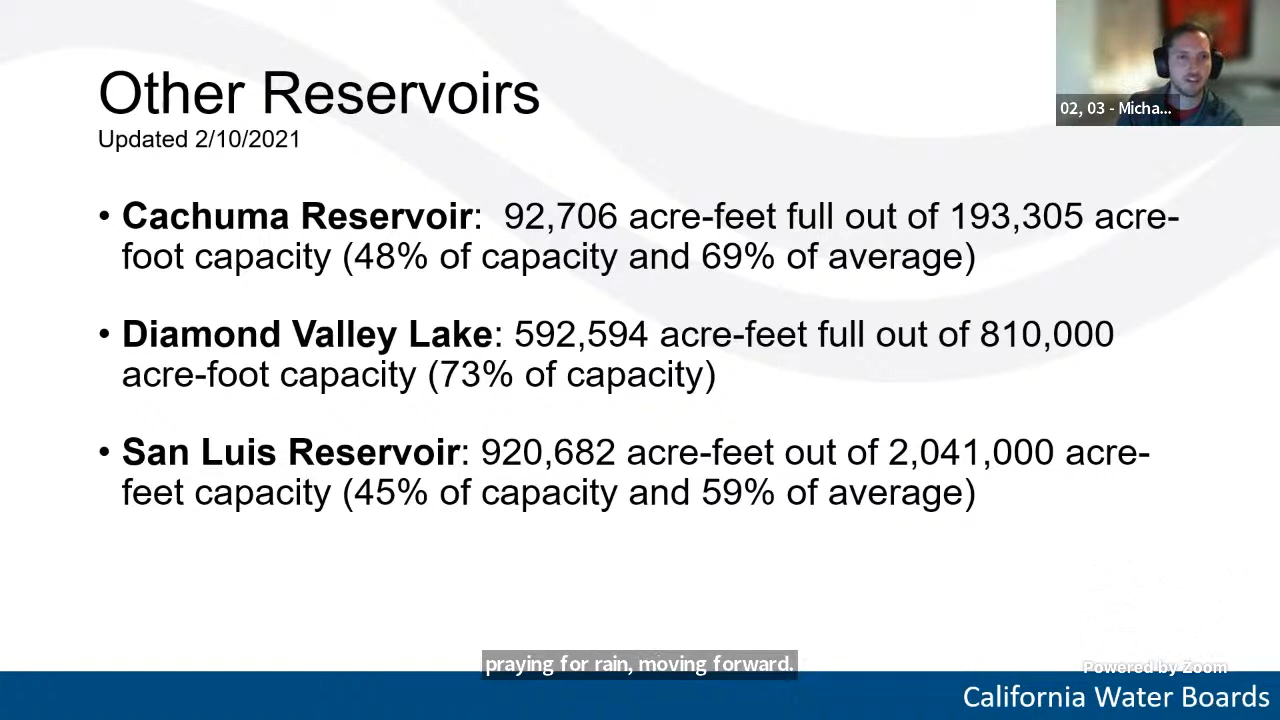 02, 03 - Micha...
Other Reservoirs
Updated 2/10/2021
• Cachuma Reservoir:  92,706 acre-feet full out of 193,305 acre-
foot capacity (48% of capacity and 69% of average)
• Diamond Valley Lake: 592,594 acre-feet full out of 810,000
acre-foot capacity (73% of capacity)
• San Luis Reservoir: 920,682 acre-feet out of 2,041,000 acre-
feet capacity (45% of capacity and 59% of average)
praying for rain, moving forward.
Powered by Zoom
California Water Boards